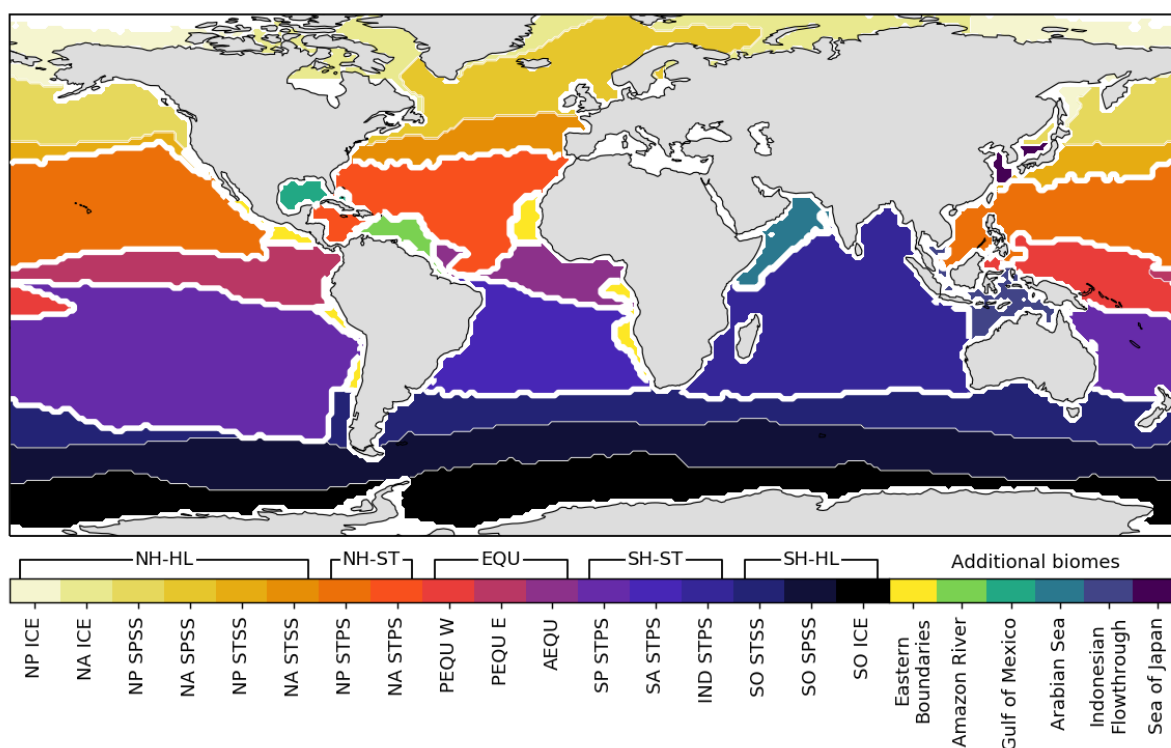 NH-HL
NH-ST
EQU
SH-ST
SH-HL
Additional biomes
NP ICE
NA ICE
NP SPSS
NA SPSS
NP STSS
NA STSS
NP STPS
NA STPS
PEQU W
PEQU E
AEQU
SP STPS
SA STPS
IND STPS
SO STSS
SO SPSS
SO ICE
Eastern
Boundaries
Amazon River
Gulf of Mexico
Arabian Sea
Indonesian
Flowthrough
Sea of Japan